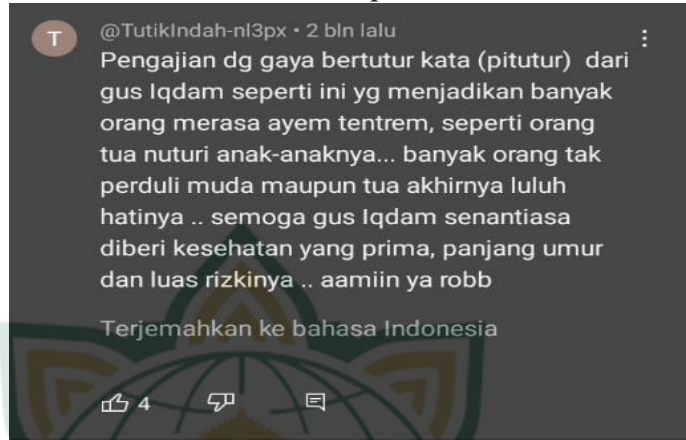 T
@TutikIndah-nl3px • 2 bln lalu
Pengajian dg gaya bertutur kata (pitutur) dari
gus Iqdam seperti ini yg menjadikan banyak
orang merasa ayem tentrem, seperti orang
tua nuturi anak-anaknya... banyak orang tak
perduli muda maupun tua akhirnya luluh
hatinya .. semoga gus Iqdam senantiasa
diberi kesehatan yang prima, panjang umur
dan luas rizkinya .. aamiin ya robb
Terjemahkan ke bahasa Indonesia
4